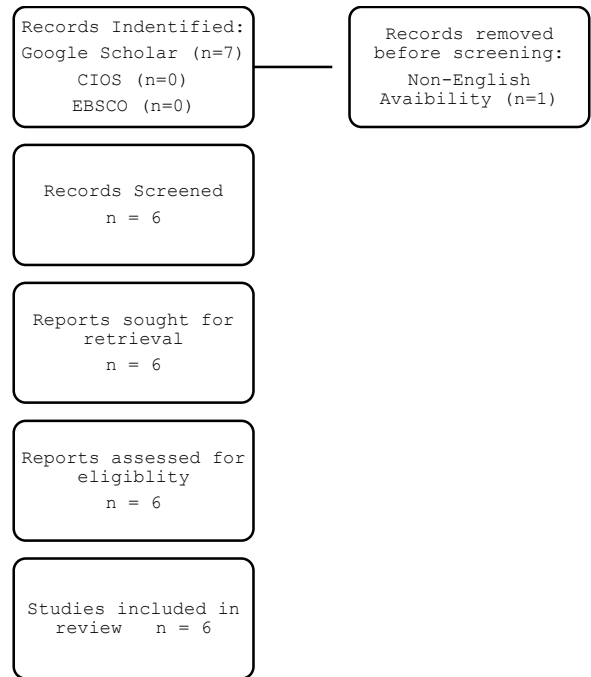 Records Indentified:
Google Scholar (n=7)
CIOS (n=0)
EBSCO (n=0)
Records removed
before screening:
Non-English
Avaibility (n=1)
Records Screened
n = 6
Reports sought for
retrieval
n = 6
Reports assessed for
eligiblity
n = 6
Studies included in
review n = 6